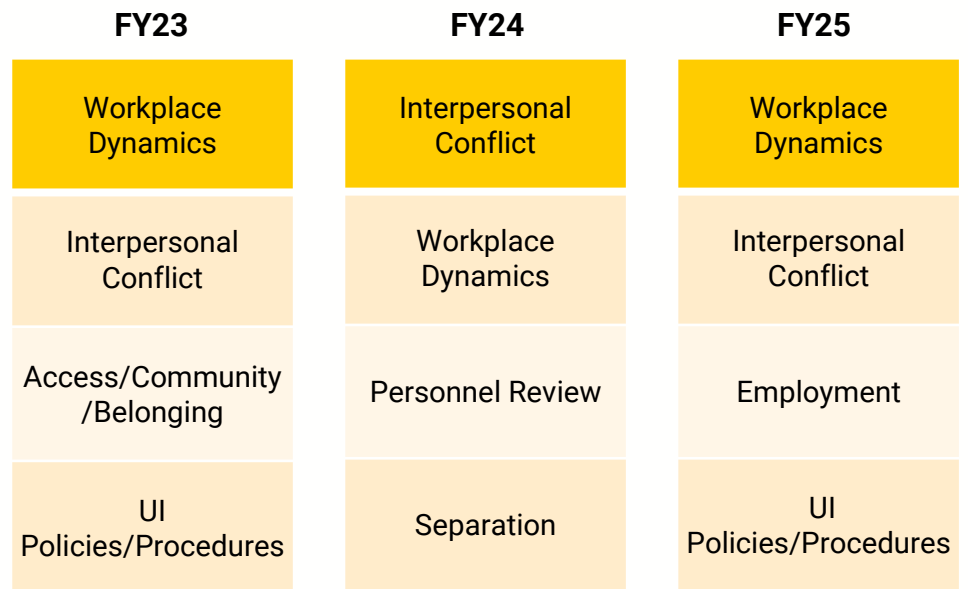 FY23
Workplace
Dynamics
Interpersonal
Conflict
Access/Community
/Belonging
UI
Policies/Procedures
FY24
Interpersonal
Conflict
Workplace
Dynamics
Personnel Review
Separation
FY25
Workplace
Dynamics
Interpersonal
Conflict
Employment
UI
Policies/Procedures